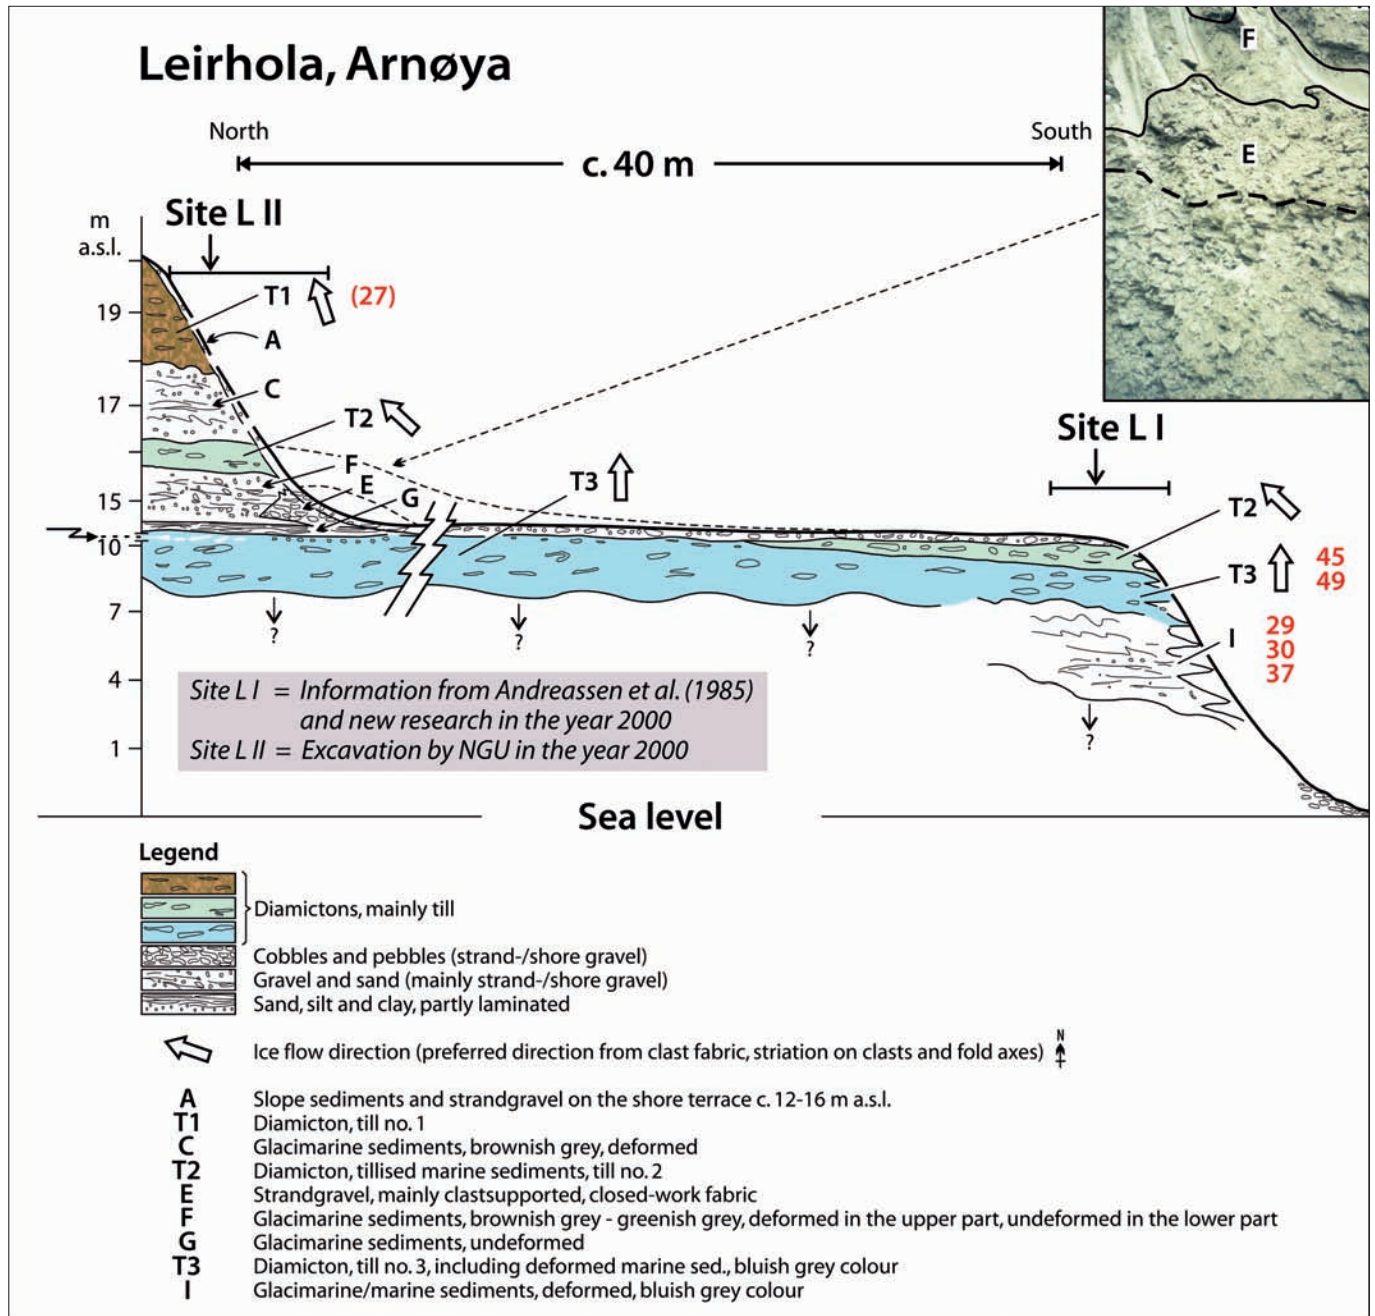 Leirhola, Arnøya
North
South
c. 40 m
F
E
Site L II
m
a.s.l.
T1
(27)
19
A
C
17
T2
Site L I
F
T3
E
G
15
T2
10
45
T3
49
7
? ? ?
29
I
30
37
4
?
1
Site L I = Information from Andreassen et al. (1985)
and new research in the year 2000
Site L II = Excavation by NGU in the year 2000
Sea level
Legend
Diamictons, mainly till
Cobbles and pebbles (strand-/shore gravel)
Gravel and sand (mainly strand-/shore gravel)
Sand, silt and clay, partly laminated
N
Ice flow direction (preferred direction from clast fabric, striation on clasts and fold axes)
A Slope sediments and strandgravel on the shore terrace c. 12-16 m a.s.l.
T1 Diamicton, till no. 1
C Glacimarine sediments, brownish grey, deformed
T2 Diamicton, tillised marine sediments, till no. 2
E Strandgravel, mainly clastsupported, closed-work fabric
F Glacimarine sediments, brownish grey - greenish grey, deformed in the upper part, undeformed in the lower part
G Glacimarine sediments, undeformed
T3 Diamicton, till no. 3, including deformed marine sed., bluish grey colour
I Glacimarine/marine sediments, deformed, bluish grey colour